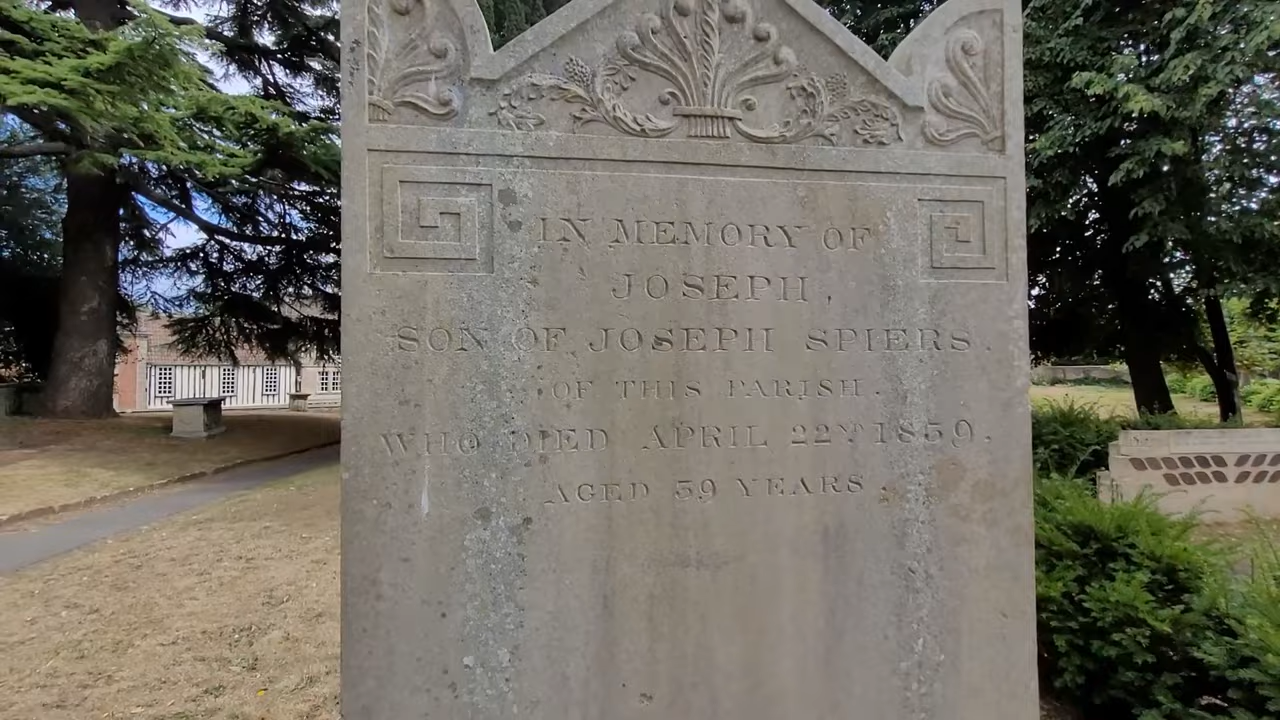 IN MEMORY OF
JOSEPH,
SON OF JOSEPH SPIERS.
OF THIS PARISH.
WHO DIED APRIL 22ND 1859.
AGED 59 YEARS.